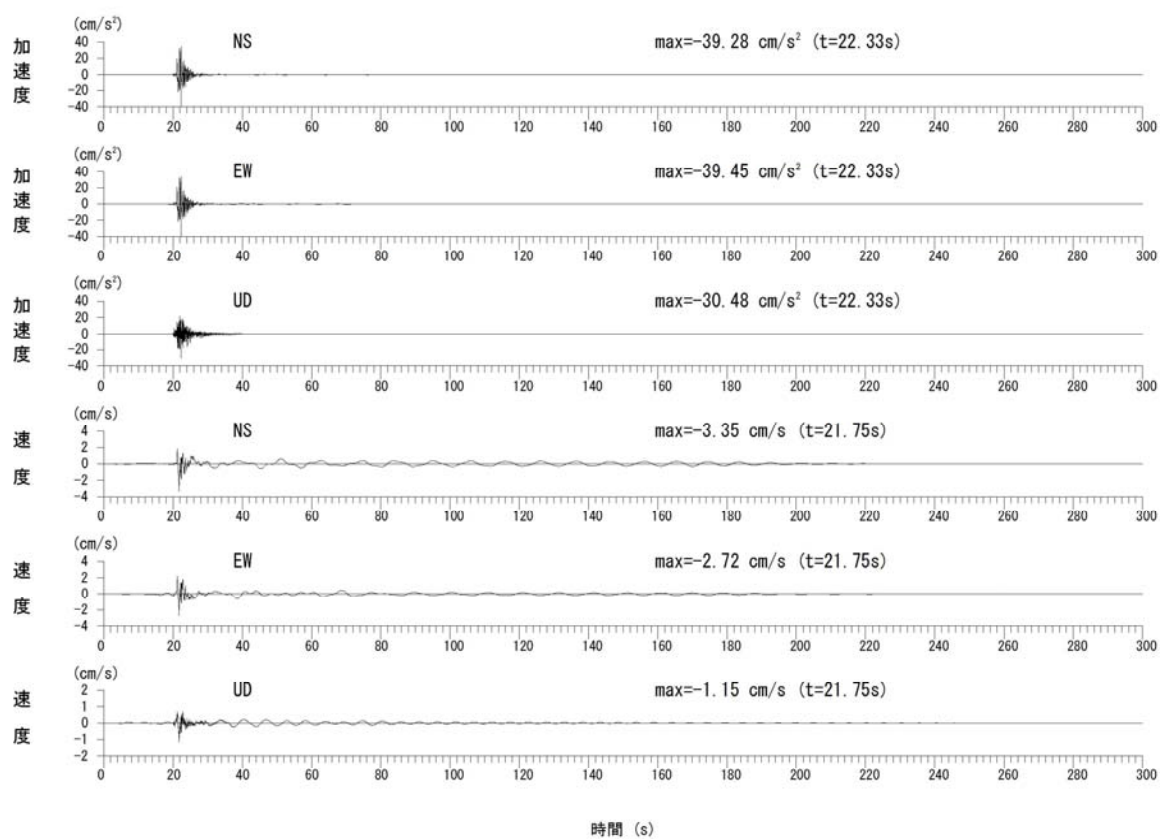 (cm/s²)
加速度
40
20
0
-20
-40
NS
max=-39.28 cm/s² (t=22.33s)
0 20 40 60 80 100 120 140 160 180 200 220 240 260 280 300
(cm/s²)
加速度
40
20
0
-20
-40
EW
max=-39.45 cm/s² (t=22.33s)
0 20 40 60 80 100 120 140 160 180 200 220 240 260 280 300
(cm/s²)
加速度
40
20
0
-20
-40
UD
max=-30.48 cm/s² (t=22.33s)
0 20 40 60 80 100 120 140 160 180 200 220 240 260 280 300
(cm/s)
速度
4
2
0
-2
-4
NS
max=-3.35 cm/s (t=21.75s)
0 20 40 60 80 100 120 140 160 180 200 220 240 260 280 300
(cm/s)
速度
4
2
0
-2
-4
EW
max=-2.72 cm/s (t=21.75s)
0 20 40 60 80 100 120 140 160 180 200 220 240 260 280 300
(cm/s)
速度
2
1
0
-1
-2
UD
max=-1.15 cm/s (t=21.75s)
0 20 40 60 80 100 120 140 160 180 200 220 240 260 280 300
時間 (s)